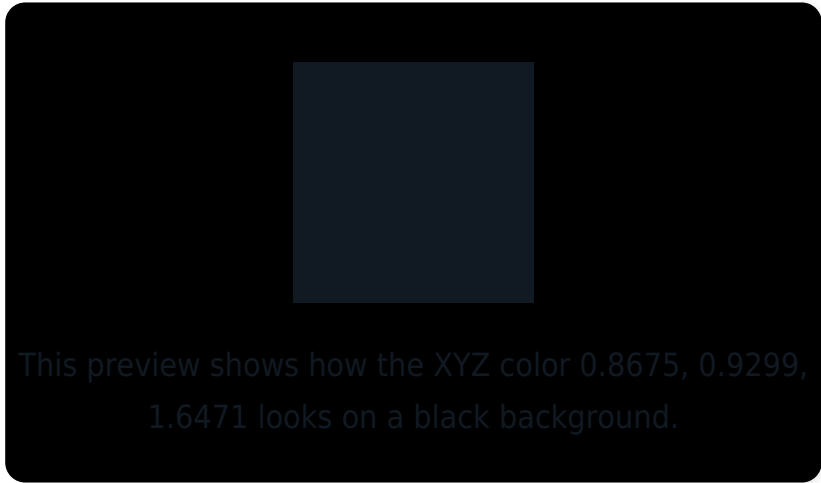 This preview shows how the XYZ color 0.8675, 0.9299,
1.6471 looks on a black background.